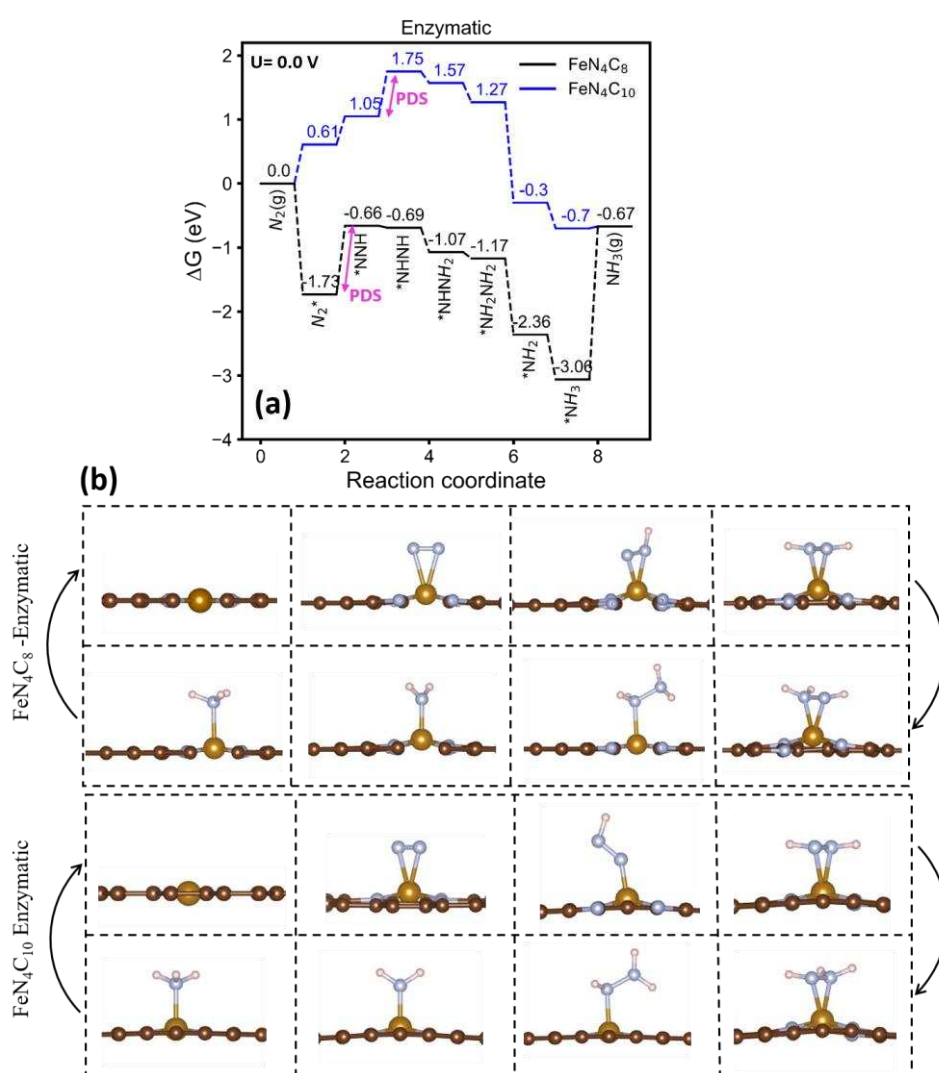 Enzymatic
U= 0.0 V
FeN₄C₈
FeN₄C₁₀
ΔG (eV)
2
1
0
−1
−2
−3
−4
0.61
1.05
1.75
1.57
1.27
-0.3
-0.7
PDS
0.0
-1.73
-0.66
-0.69
-1.07
-1.17
-2.36
-3.06
-0.67
PDS
N₂(g)
N₂*
*NNH
*NHNH
*NHNH₂
*NH₂NH₂
*NH₂
*NH₃
NH₃(g)
(a)
0 2 4 6 8
Reaction coordinate
(b)
FeN₄C₈ -Enzymatic
FeN₄C₁₀ Enzymatic